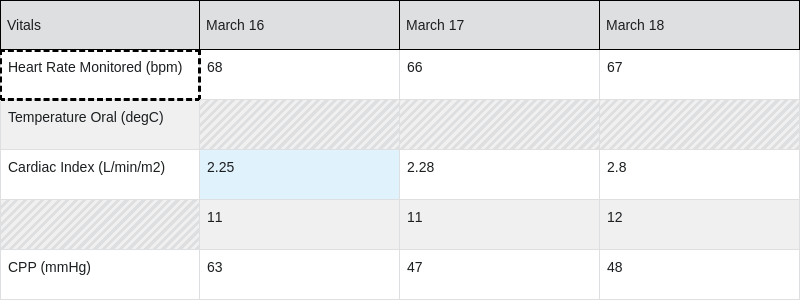 Vitals March 16 March 17 March 18
Heart Rate Monitored (bpm) 68 66 67
Temperature Oral (degC)
Cardiac Index (L/min/m2) 2.25 2.28 2.8
11 11 12
CPP (mmHg) 63 47 48